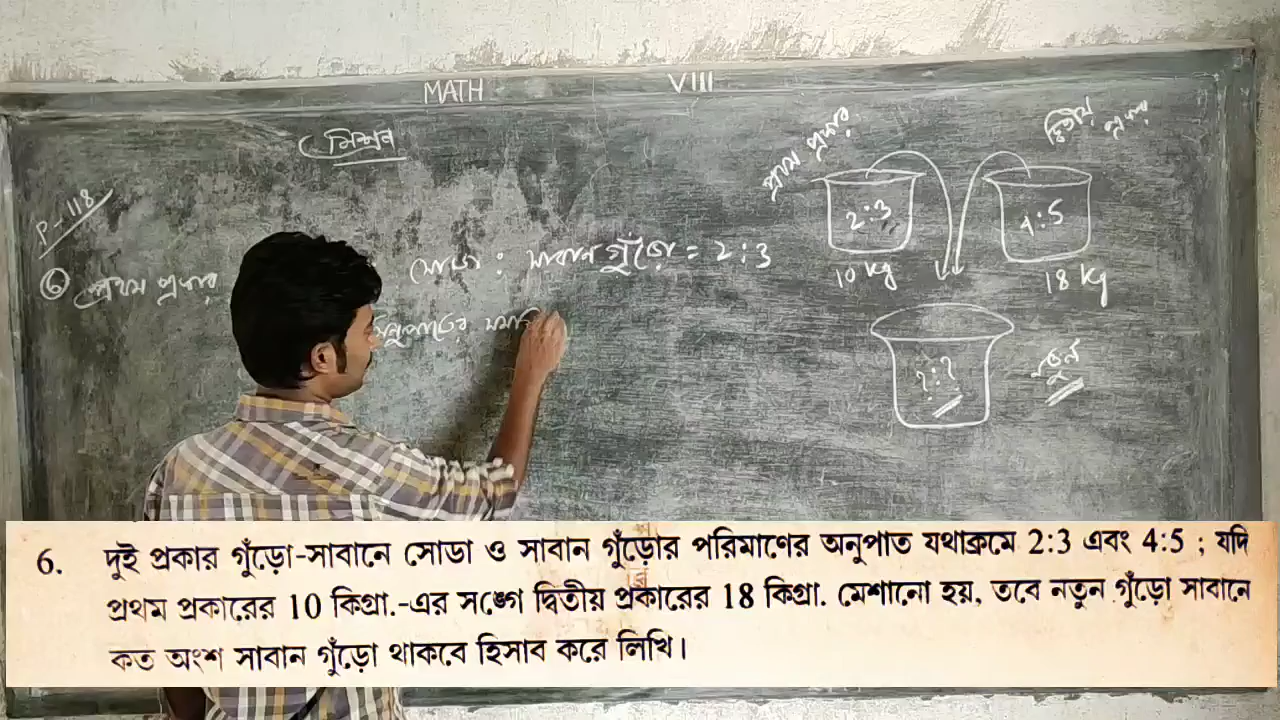 MATH VIII
মিশ্রন
P-118
6 প্রথম প্রকার সোডা : সাবান গুঁড়ো = 2:3
অনুপাতের
প্রথম প্রকার
2:3
10 kg
দ্বিতীয় প্রকার
4:5
18 kg
?:?
নতুন
6. দুই প্রকার গুঁড়ো-সাবানে সোডা ও সাবান গুঁড়োর পরিমাণের অনুপাত যথাক্রমে 2:3 এবং 4:5 ; যদি
প্রথম প্রকারের 10 কিগ্রা.-এর সঙ্গে দ্বিতীয় প্রকারের 18 কিগ্রা. মেশানো হয়, তবে নতুন গুঁড়ো সাবানে
কত অংশ সাবান গুঁড়ো থাকবে হিসাব করে লিখি।